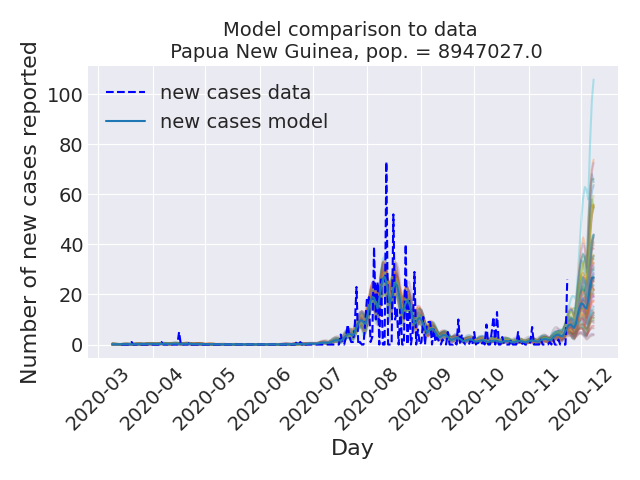 Model comparison to data
Papua New Guinea, pop. = 8947027.0
Number of new cases reported
100
80
60
40
20
0
new cases data
new cases model
2020-03
2020-04
2020-05
2020-06
2020-07
2020-08
2020-09
2020-10
2020-11
2020-12
Day